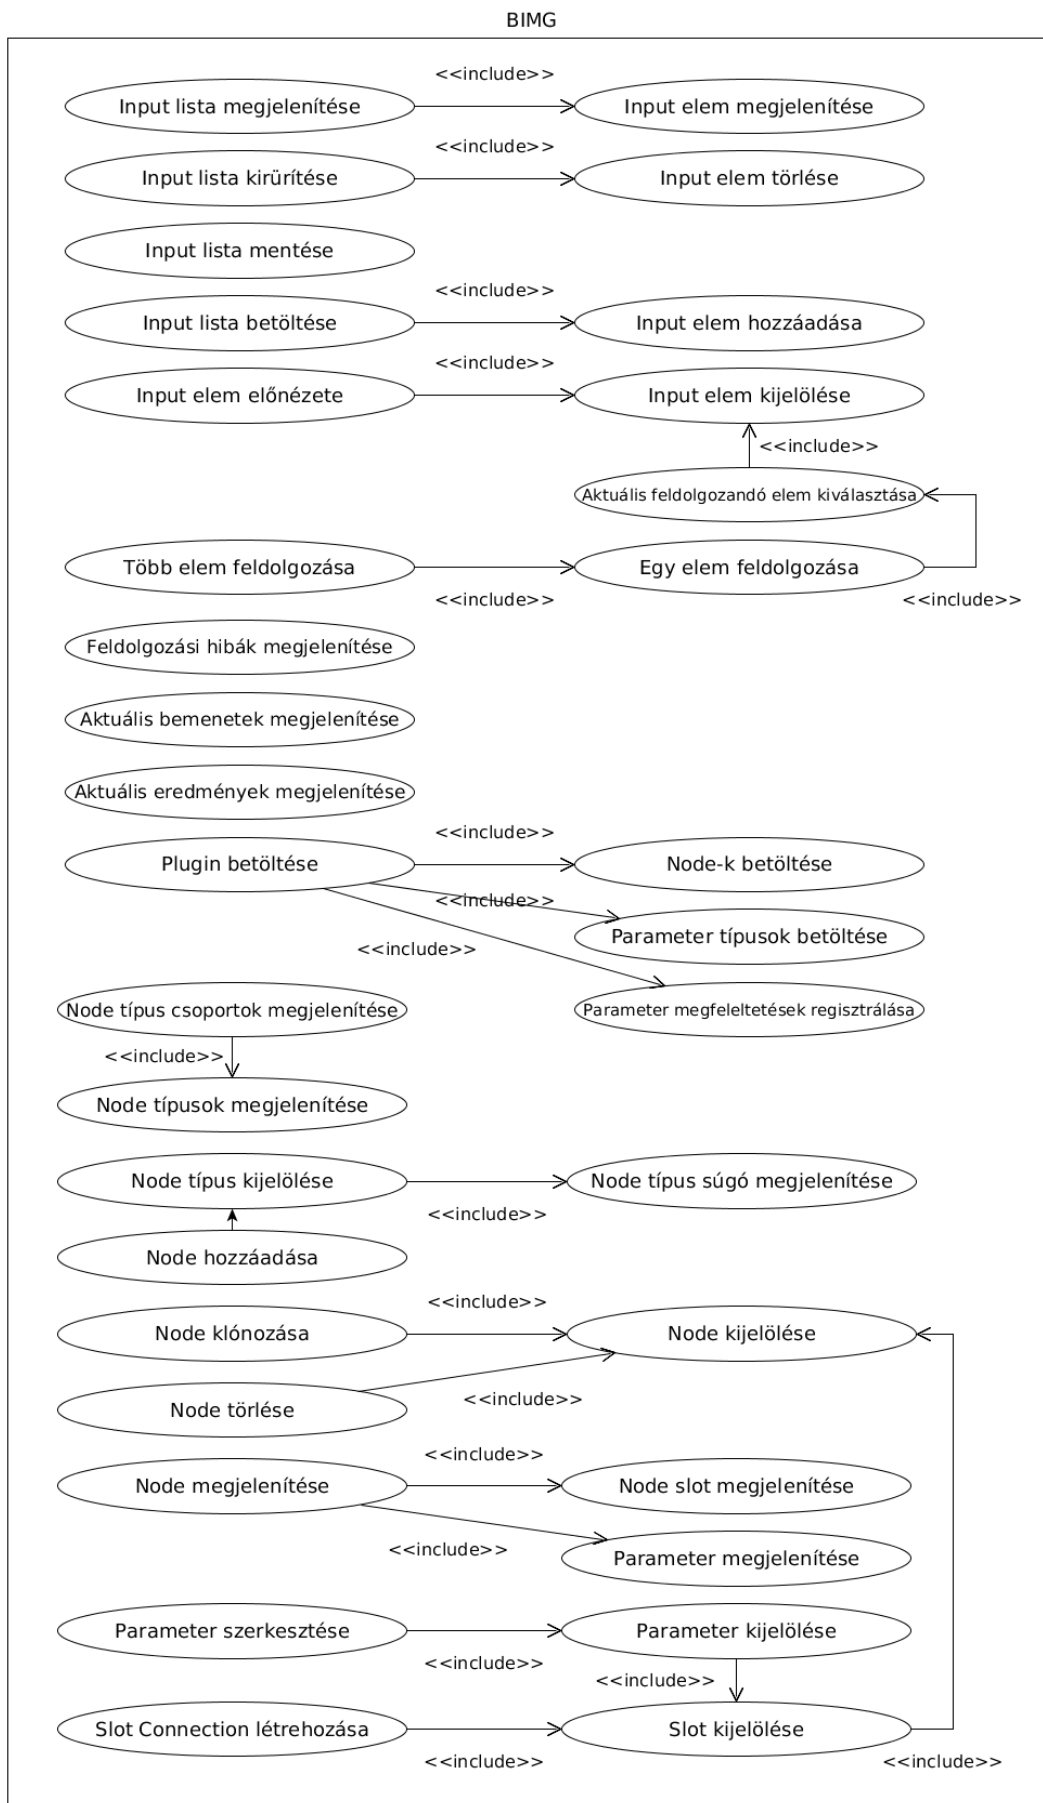 BIMG
<<include>>
Input lista megjelenítése
Input elem megjelenítése
<<include>>
Input lista kirürítése
Input elem törlése
Input lista mentése
<<include>>
Input lista betöltése
Input elem hozzáadása
<<include>>
Input elem előnézete
Input elem kijelölése
<<include>>
Aktuális feldolgozandó elem kiválasztása
Több elem feldolgozása
Egy elem feldolgozása
<<include>>
<<include>>
Feldolgozási hibák megjelenítése
Aktuális bemenetek megjelenítése
Aktuális eredmények megjelenítése
<<include>>
Plugin betöltése
Node-k betöltése
<<include>>
Parameter típusok betöltése
<<include>>
Node típus csoportok megjelenítése
Parameter megfeleltetések regisztrálása
<<include>>
Node típusok megjelenítése
Node típus kijelölése
Node típus súgó megjelenítése
<<include>>
Node hozzáadása
<<include>>
Node klónozása
Node kijelölése
<<include>>
Node törlése
<<include>>
Node megjelenítése
Node slot megjelenítése
<<include>>
Parameter megjelenítése
Parameter szerkesztése
Parameter kijelölése
<<include>>
<<include>>
Slot Connection létrehozása
Slot kijelölése
<<include>>
<<include>>